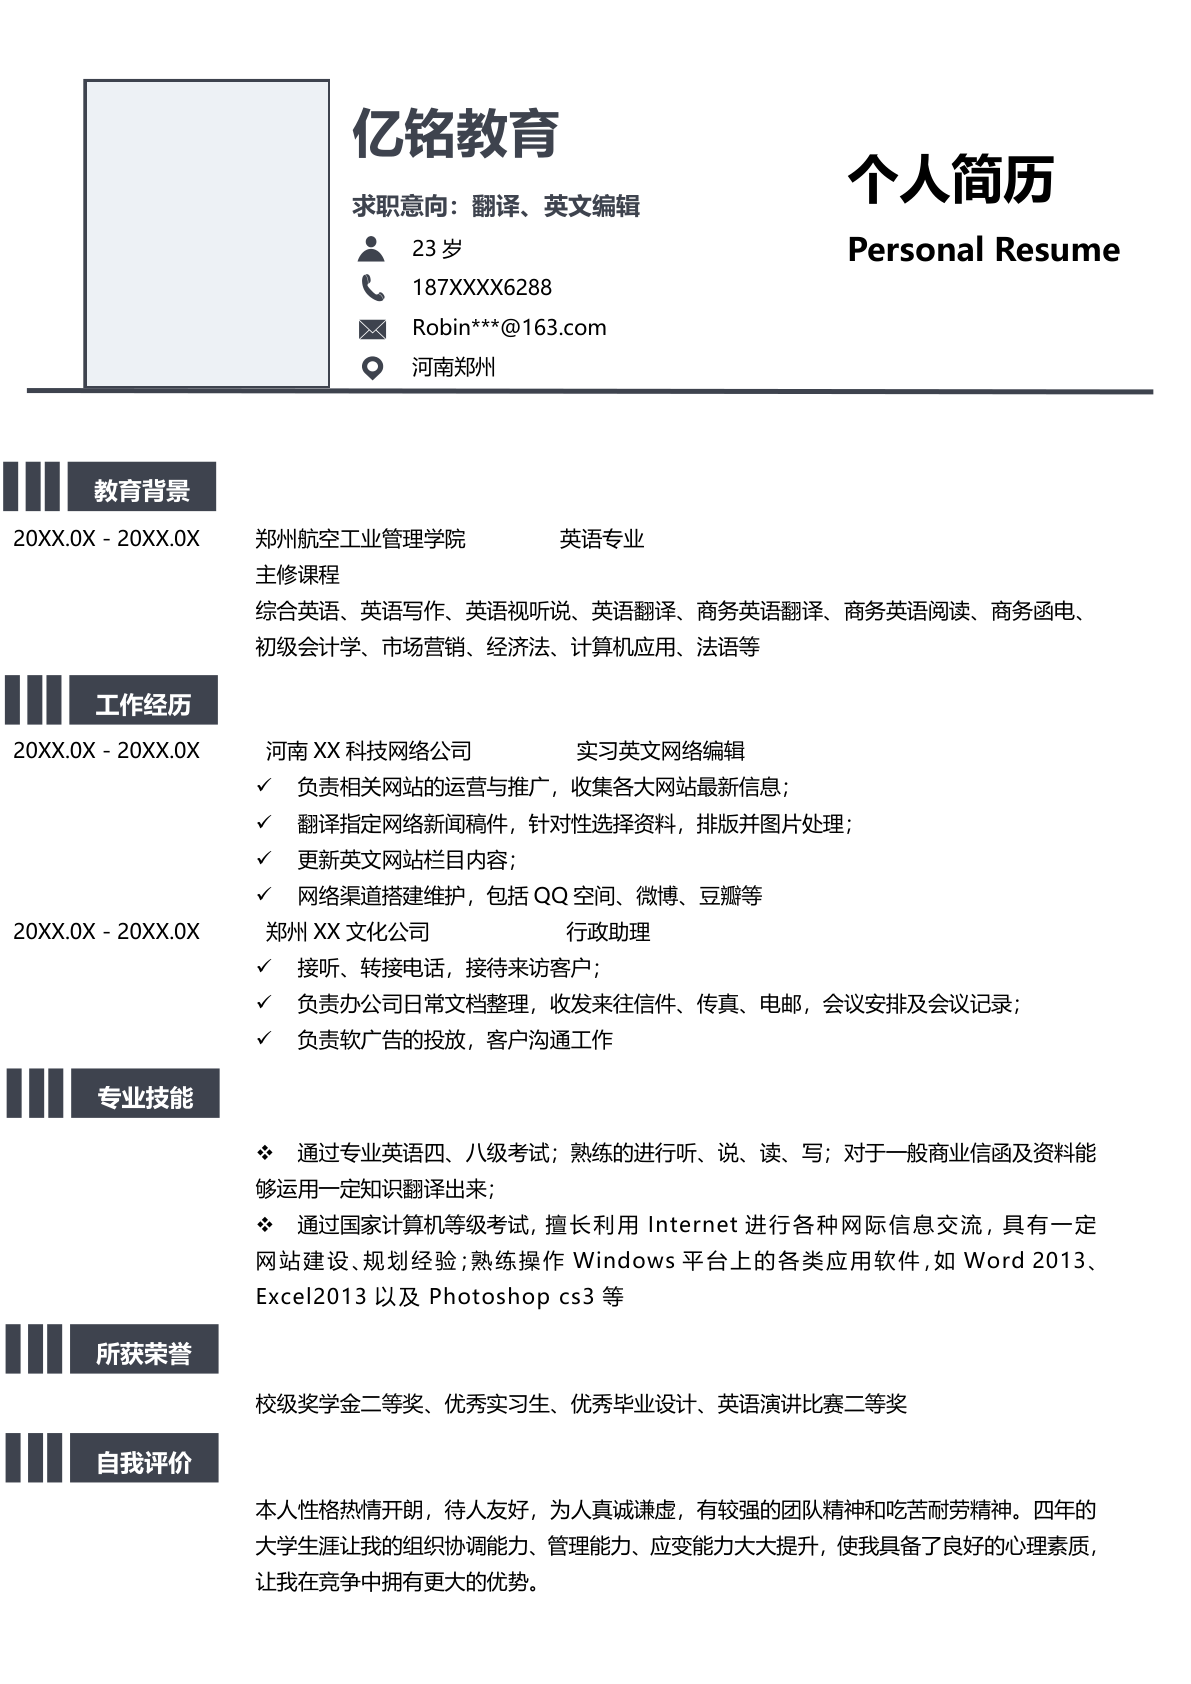 亿铭教育
个人简历
求职意向：翻译、英文编辑
Personal Resume
23 岁
187XXXX6288
Robin***@163.com
河南郑州
教育背景
20XX.0X - 20XX.0X 郑州航空工业管理学院 英语专业
主修课程
综合英语、英语写作、英语视听说、英语翻译、商务英语翻译、商务英语阅读、商务函电、
初级会计学、市场营销、经济法、计算机应用、法语等
工作经历
20XX.0X - 20XX.0X 河南 XX 科技网络公司 实习英文网络编辑
✓ 负责相关网站的运营与推广，收集各大网站最新信息；
✓ 翻译指定网络新闻稿件，针对性选择资料，排版并图片处理；
✓ 更新英文网站栏目内容；
✓ 网络渠道搭建维护，包括 QQ 空间、微博、豆瓣等
20XX.0X - 20XX.0X 郑州 XX 文化公司 行政助理
✓ 接听、转接电话，接待来访客户；
✓ 负责办公司日常文档整理，收发来往信件、传真、电邮，会议安排及会议记录；
✓ 负责软广告的投放，客户沟通工作
专业技能
❖ 通过专业英语四、八级考试；熟练的进行听、说、读、写；对于一般商业信函及资料能
够运用一定知识翻译出来；
❖ 通过国家计算机等级考试，擅长利用 Internet 进行各种网际信息交流，具有一定
网站建设、规划经验；熟练操作 Windows 平台上的各类应用软件，如 Word 2013、
Excel2013 以及 Photoshop cs3 等
所获荣誉
校级奖学金二等奖、优秀实习生、优秀毕业设计、英语演讲比赛二等奖
自我评价
本人性格热情开朗，待人友好，为人真诚谦虚，有较强的团队精神和吃苦耐劳精神。四年的
大学生涯让我的组织协调能力、管理能力、应变能力大大提升，使我具备了良好的心理素质，
让我在竞争中拥有更大的优势。